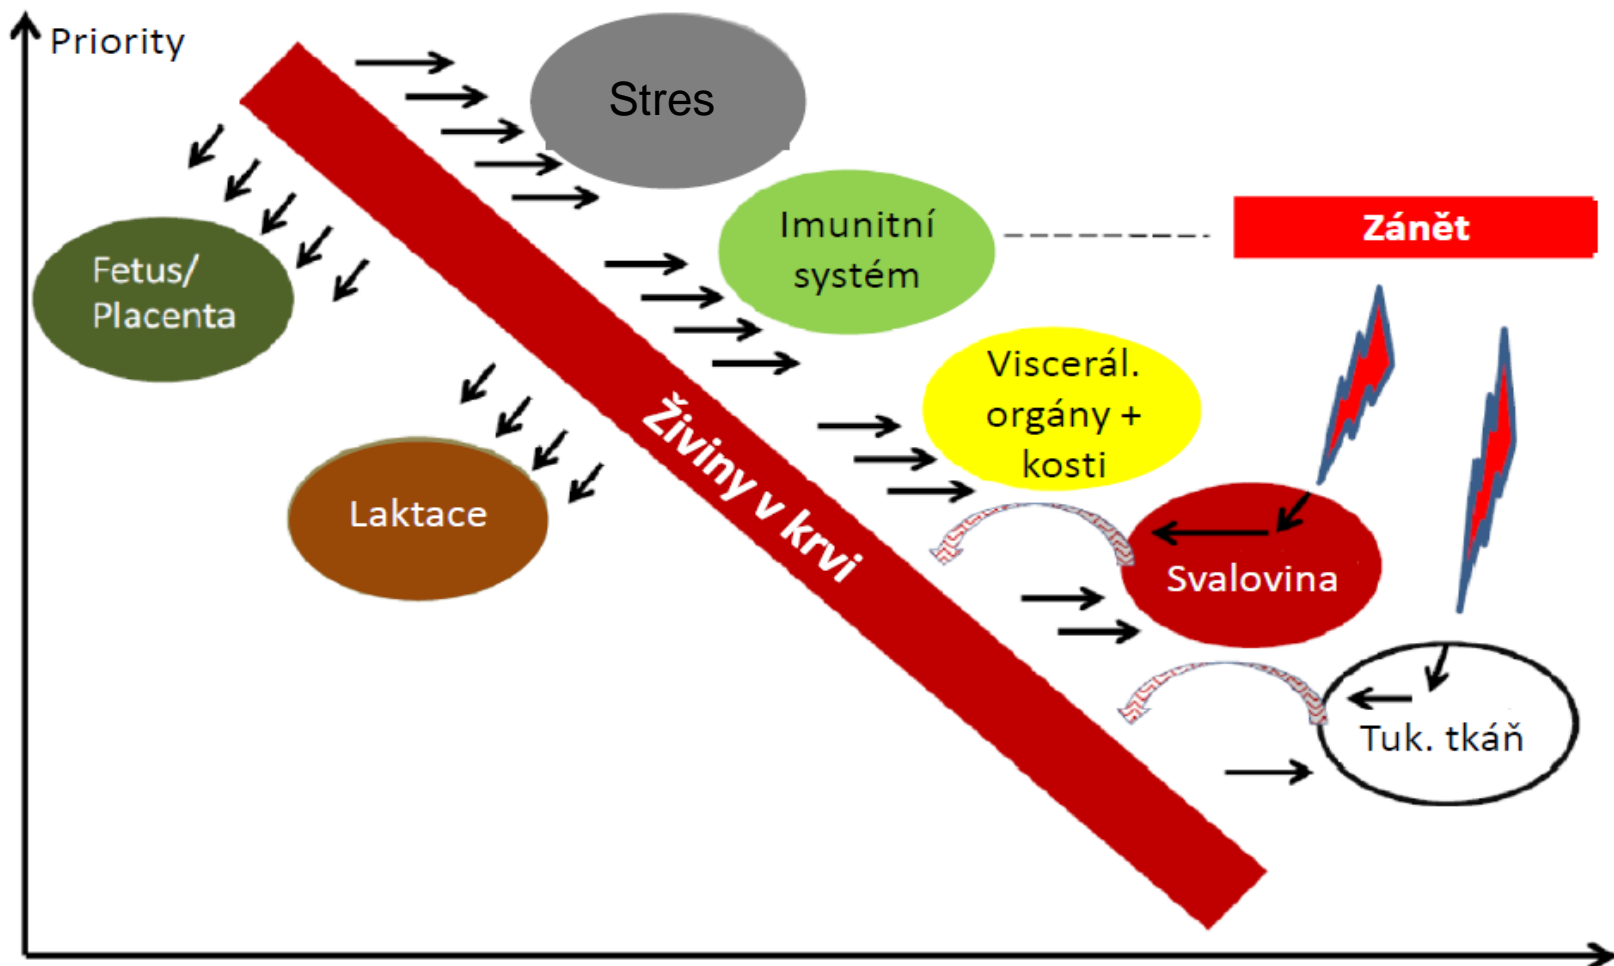 Priority
Stres
Imunitní
systém
Zánět
Fetus/
Placenta
Viscerál.
orgány +
kosti
Živiny v krvi
Laktace
Svalovina
Tuk. tkáň